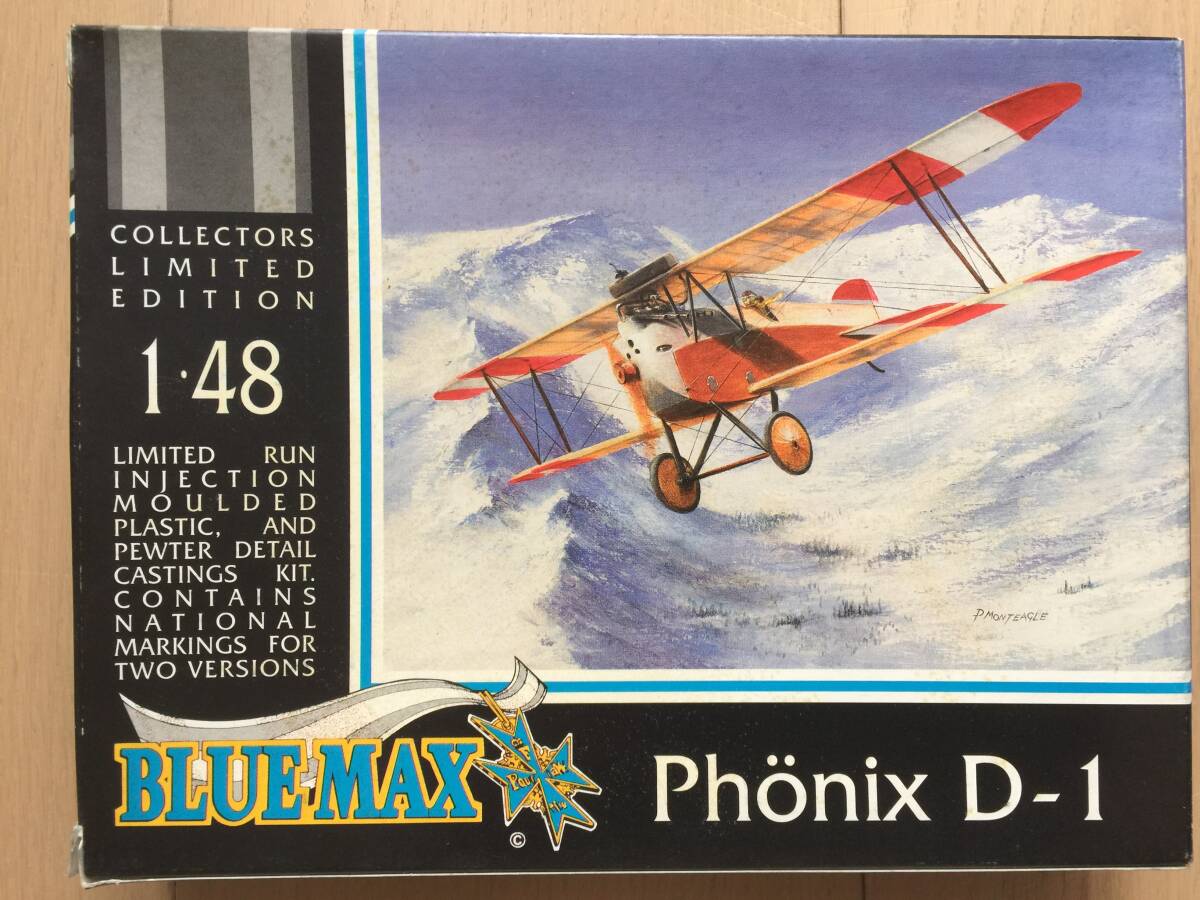 COLLECTORS
LIMITED
EDITION
1·48
LIMITED RUN
INJECTION
MOULDED
PLASTIC, AND
PEWTER DETAIL
CASTINGS KIT.
CONTAINS
NATIONAL
MARKINGS FOR
TWO VERSIONS
P MONTEAGLE
BLUE MAX
©
Phönix D-1